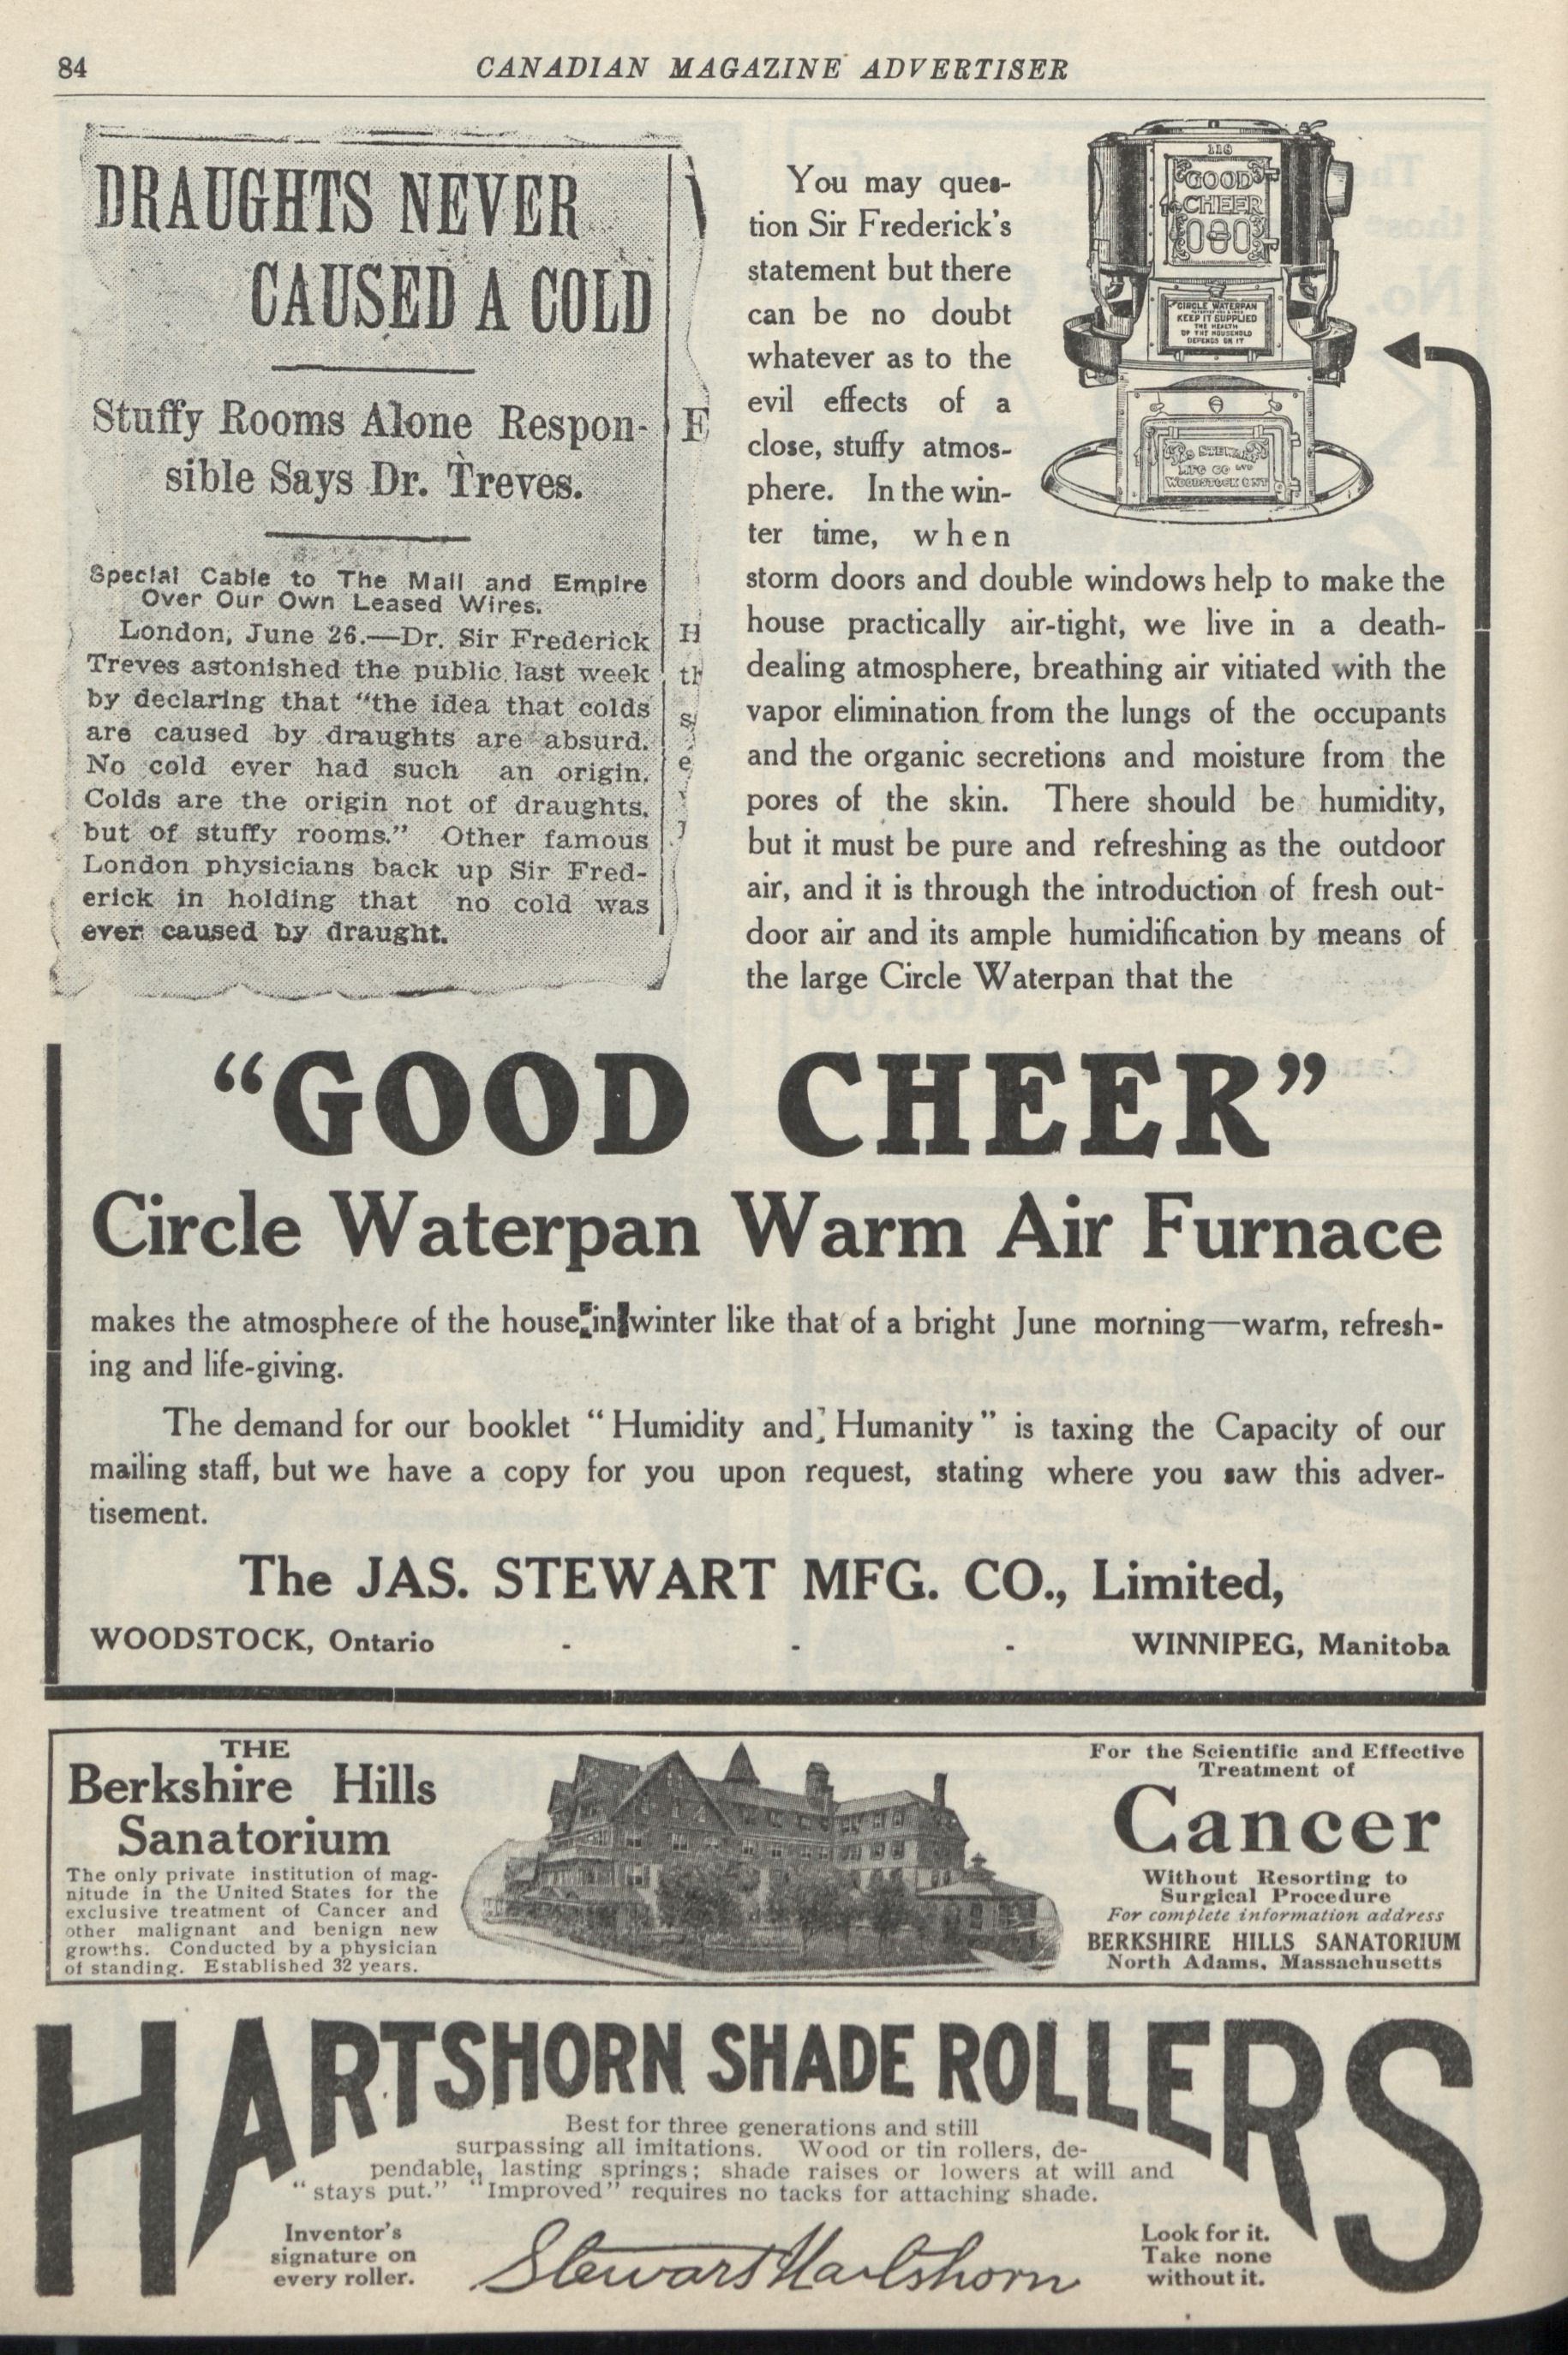 84
CANADIAN MAGAZINE ADVERTISER
DRAUGHTS NEVER
CAUSED A COLD
Stuffy Rooms Alone Respon-
sible Says Dr. Treves.
Special Cable to The Mail and Empire
Over Our Own Leased Wires.
London, June 26.—Dr. Sir Frederick
Treves astonished the public last week
by declaring that "the idea that colds
are caused by draughts are absurd.
No cold ever had such an origin.
Colds are the origin not of draughts,
but of stuffy rooms." Other famous
London physicians back up Sir Fred-
erick in holding that no cold was
ever caused by draught.
F
H
th
s
e
You may ques-
tion Sir Frederick's
statement but there
can be no doubt
whatever as to the
evil effects of a
close, stuffy atmos-
phere. In the win-
ter time, when
storm doors and double windows help to make the
house practically air-tight, we live in a death-
dealing atmosphere, breathing air vitiated with the
vapor elimination from the lungs of the occupants
and the organic secretions and moisture from the
pores of the skin. There should be humidity,
but it must be pure and refreshing as the outdoor
air, and it is through the introduction of fresh out-
door air and its ample humidification by means of
the large Circle Waterpan that the
116
GOOD
CHEER
CIRCLE WATERPAN
KEEP IT SUPPLIED
THE HEALTH
OF THE HOUSEHOLD
DEPENDS ON IT
JAS STEWART
MFG CO LTD
WOODSTOCK ONT
"GOOD CHEER"
Circle Waterpan Warm Air Furnace
makes the atmosphere of the house in winter like that of a bright June morning—warm, refresh-
ing and life-giving.
The demand for our booklet "Humidity and Humanity" is taxing the Capacity of our
mailing staff, but we have a copy for you upon request, stating where you saw this adver-
tisement.
The JAS. STEWART MFG. CO., Limited,
WOODSTOCK, Ontario - - - WINNIPEG, Manitoba
THE
Berkshire Hills
Sanatorium
The only private institution of mag-
nitude in the United States for the
exclusive treatment of Cancer and
other malignant and benign new
growths. Conducted by a physician
of standing. Established 32 years.
For the Scientific and Effective
Treatment of
Cancer
Without Resorting to
Surgical Procedure
For complete information address
BERKSHIRE HILLS SANATORIUM
North Adams, Massachusetts
HARTSHORN SHADE ROLLERS
Best for three generations and still
surpassing all imitations. Wood or tin rollers, de-
pendable, lasting springs; shade raises or lowers at will and
"stays put." "Improved" requires no tacks for attaching shade.
Inventor's
signature on
every roller.
Stewart Hartshorn
Look for it.
Take none
without it.